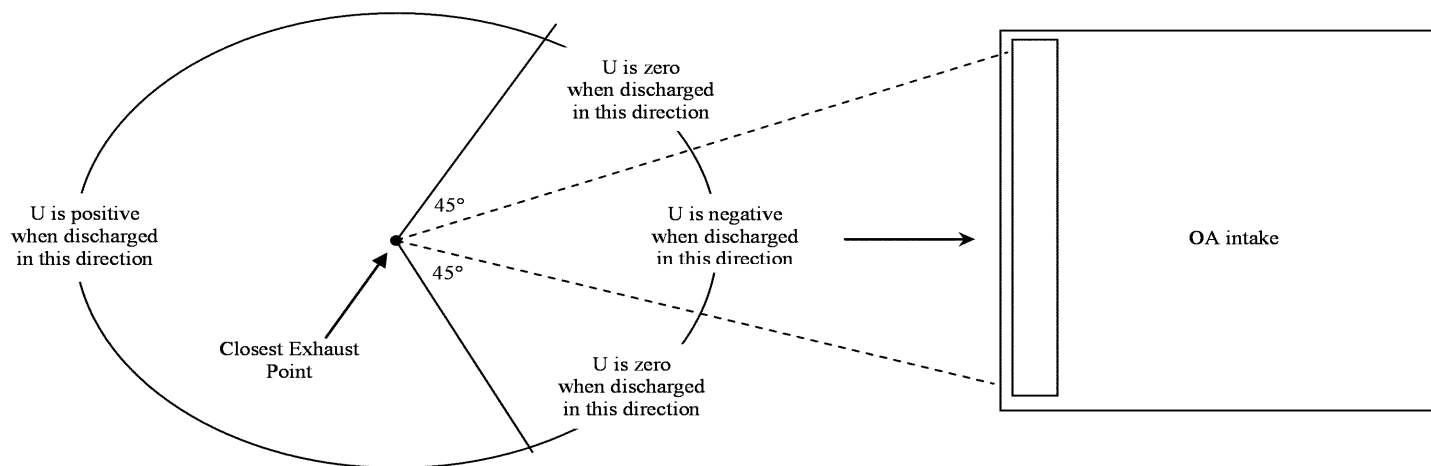 U is zero
when discharged
in this direction
45°
U is positive
when discharged
in this direction
U is negative
when discharged
in this direction
OA intake
45°
Closest Exhaust
Point
U is zero
when discharged
in this direction